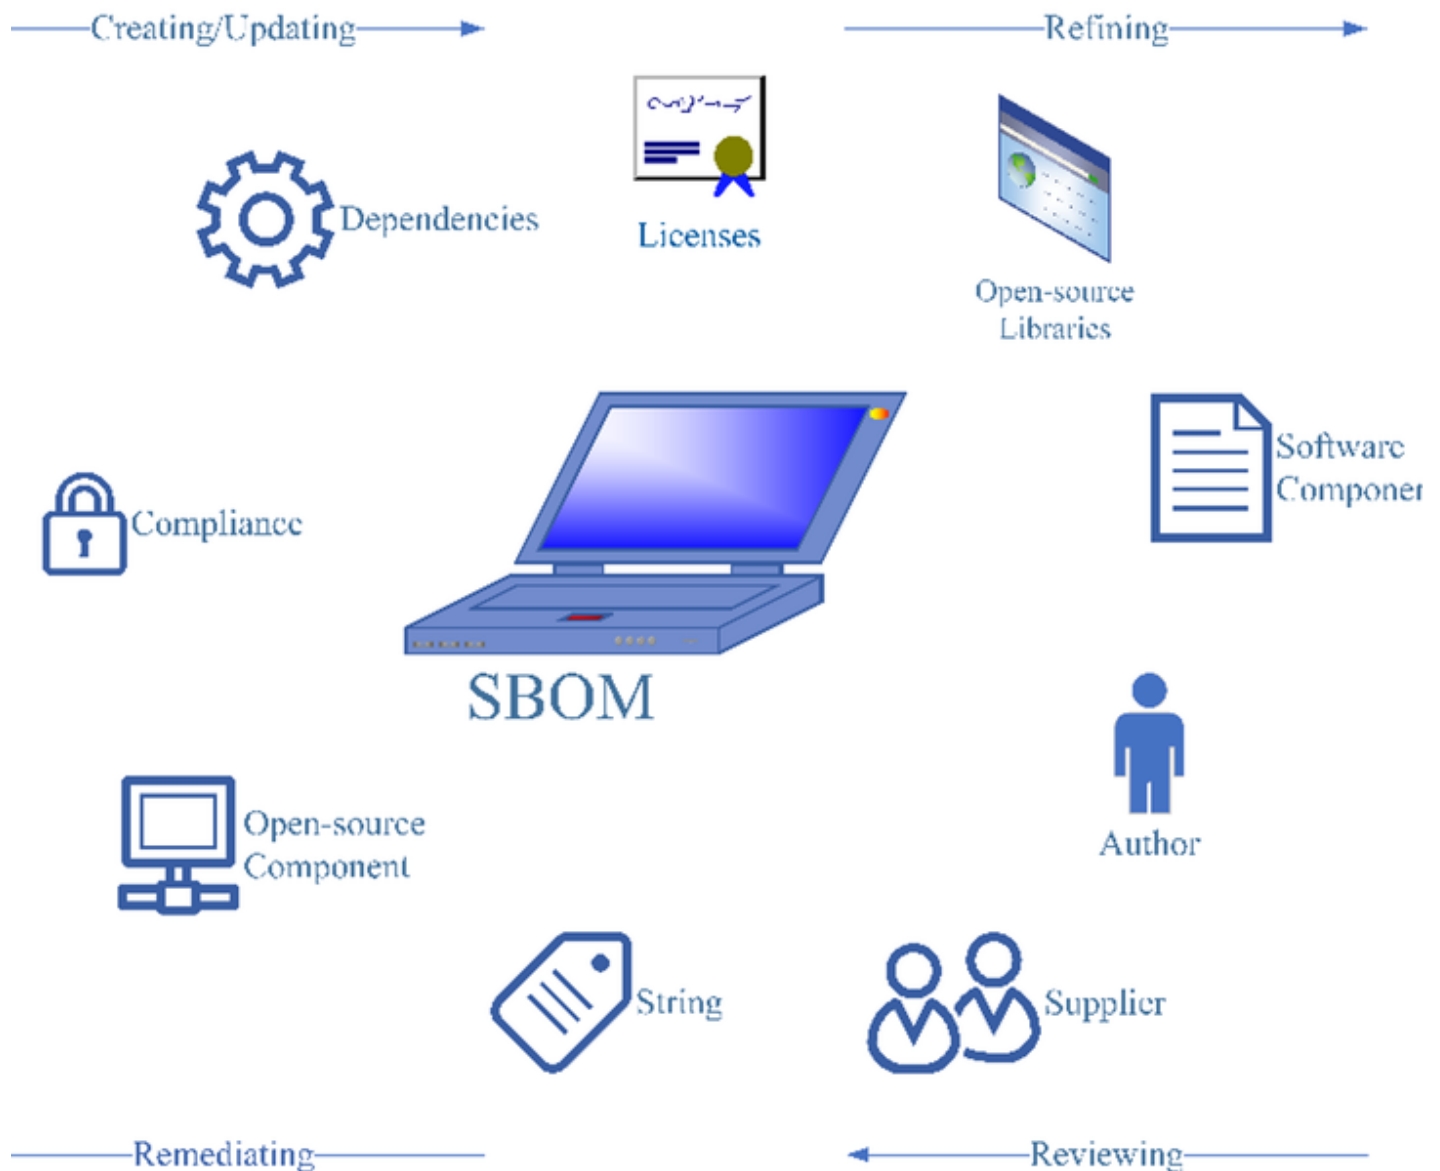 Creating/Updating
Refining
Dependencies
Licenses
Open-source
Libraries
Software
Componer
Compliance
SBOM
Open-source
Component
Author
String
Supplier
Remediating
Reviewing